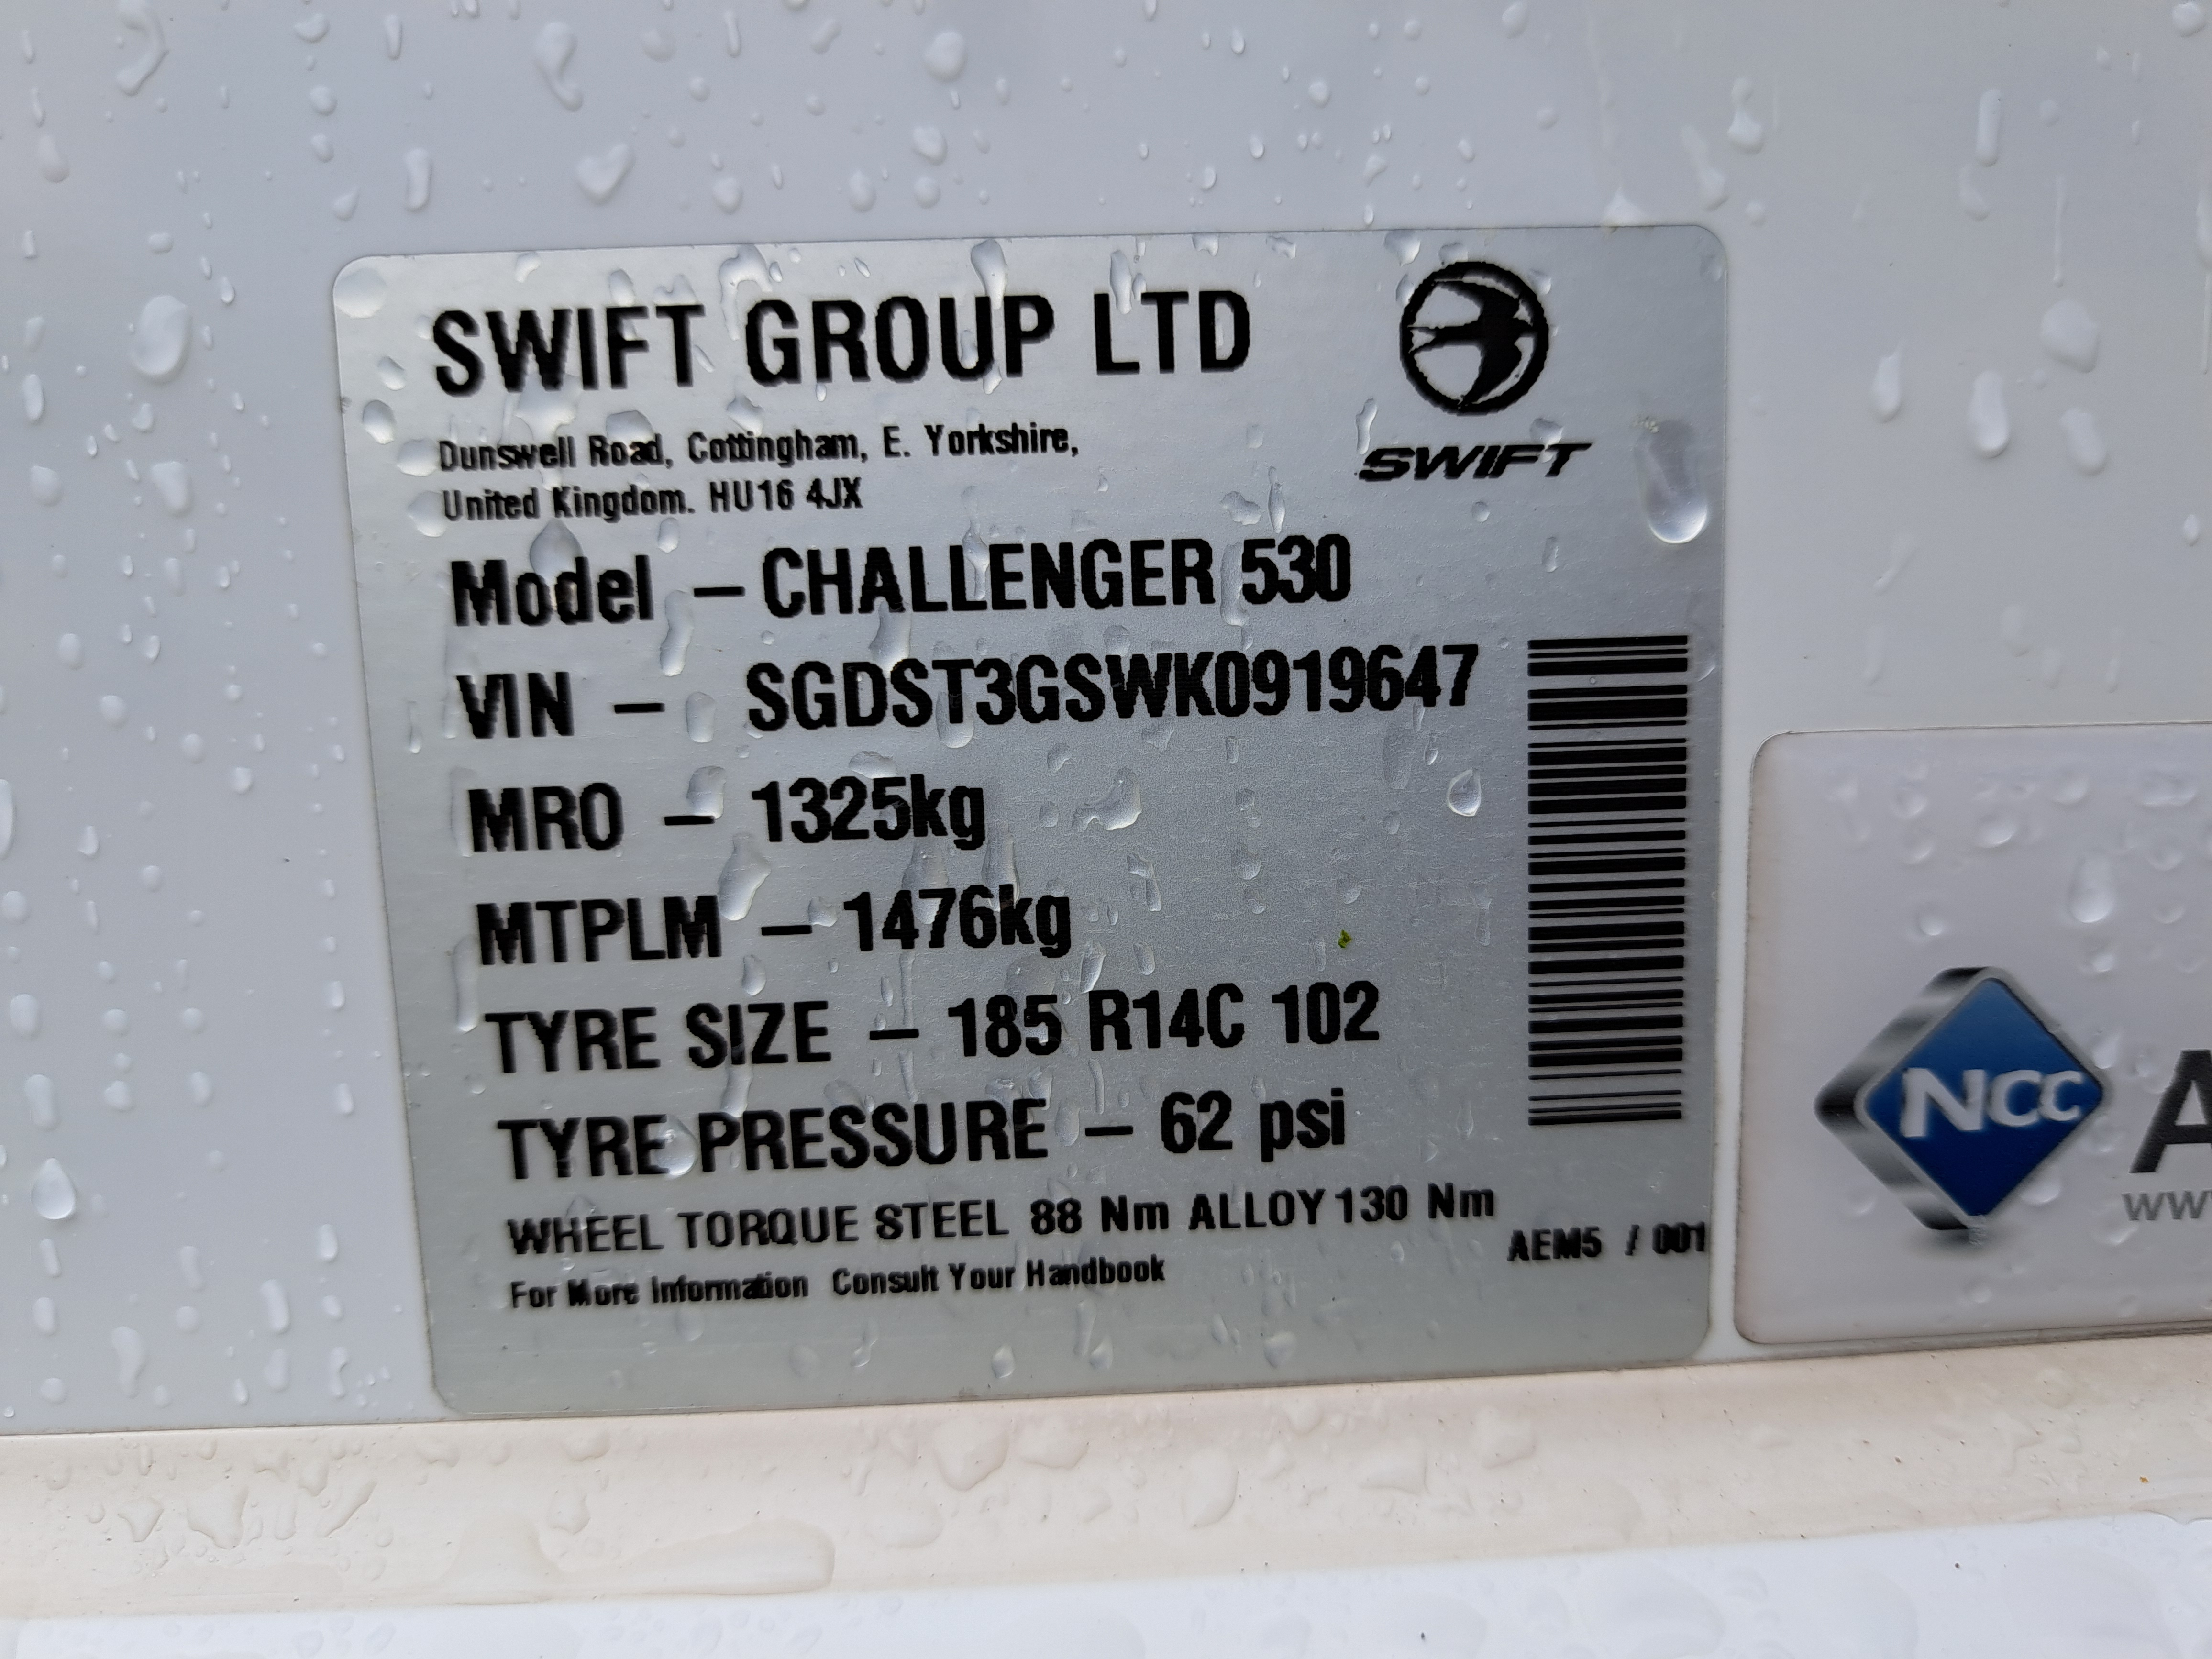 SWIFT GROUP LTD
SWIFT
Dunswell Road, Cottingham, E. Yorkshire,
United Kingdom. HU16 4JX
Model – CHALLENGER 530
VIN – SGDST3GSWK0919647
MRO – 1325kg
MTPLM – 1476kg
TYRE SIZE – 185 R14C 102
TYRE PRESSURE – 62 psi
WHEEL TORQUE STEEL 88 Nm ALLOY 130 Nm
AEM5 / 001
For More Information Consult Your Handbook
NCC